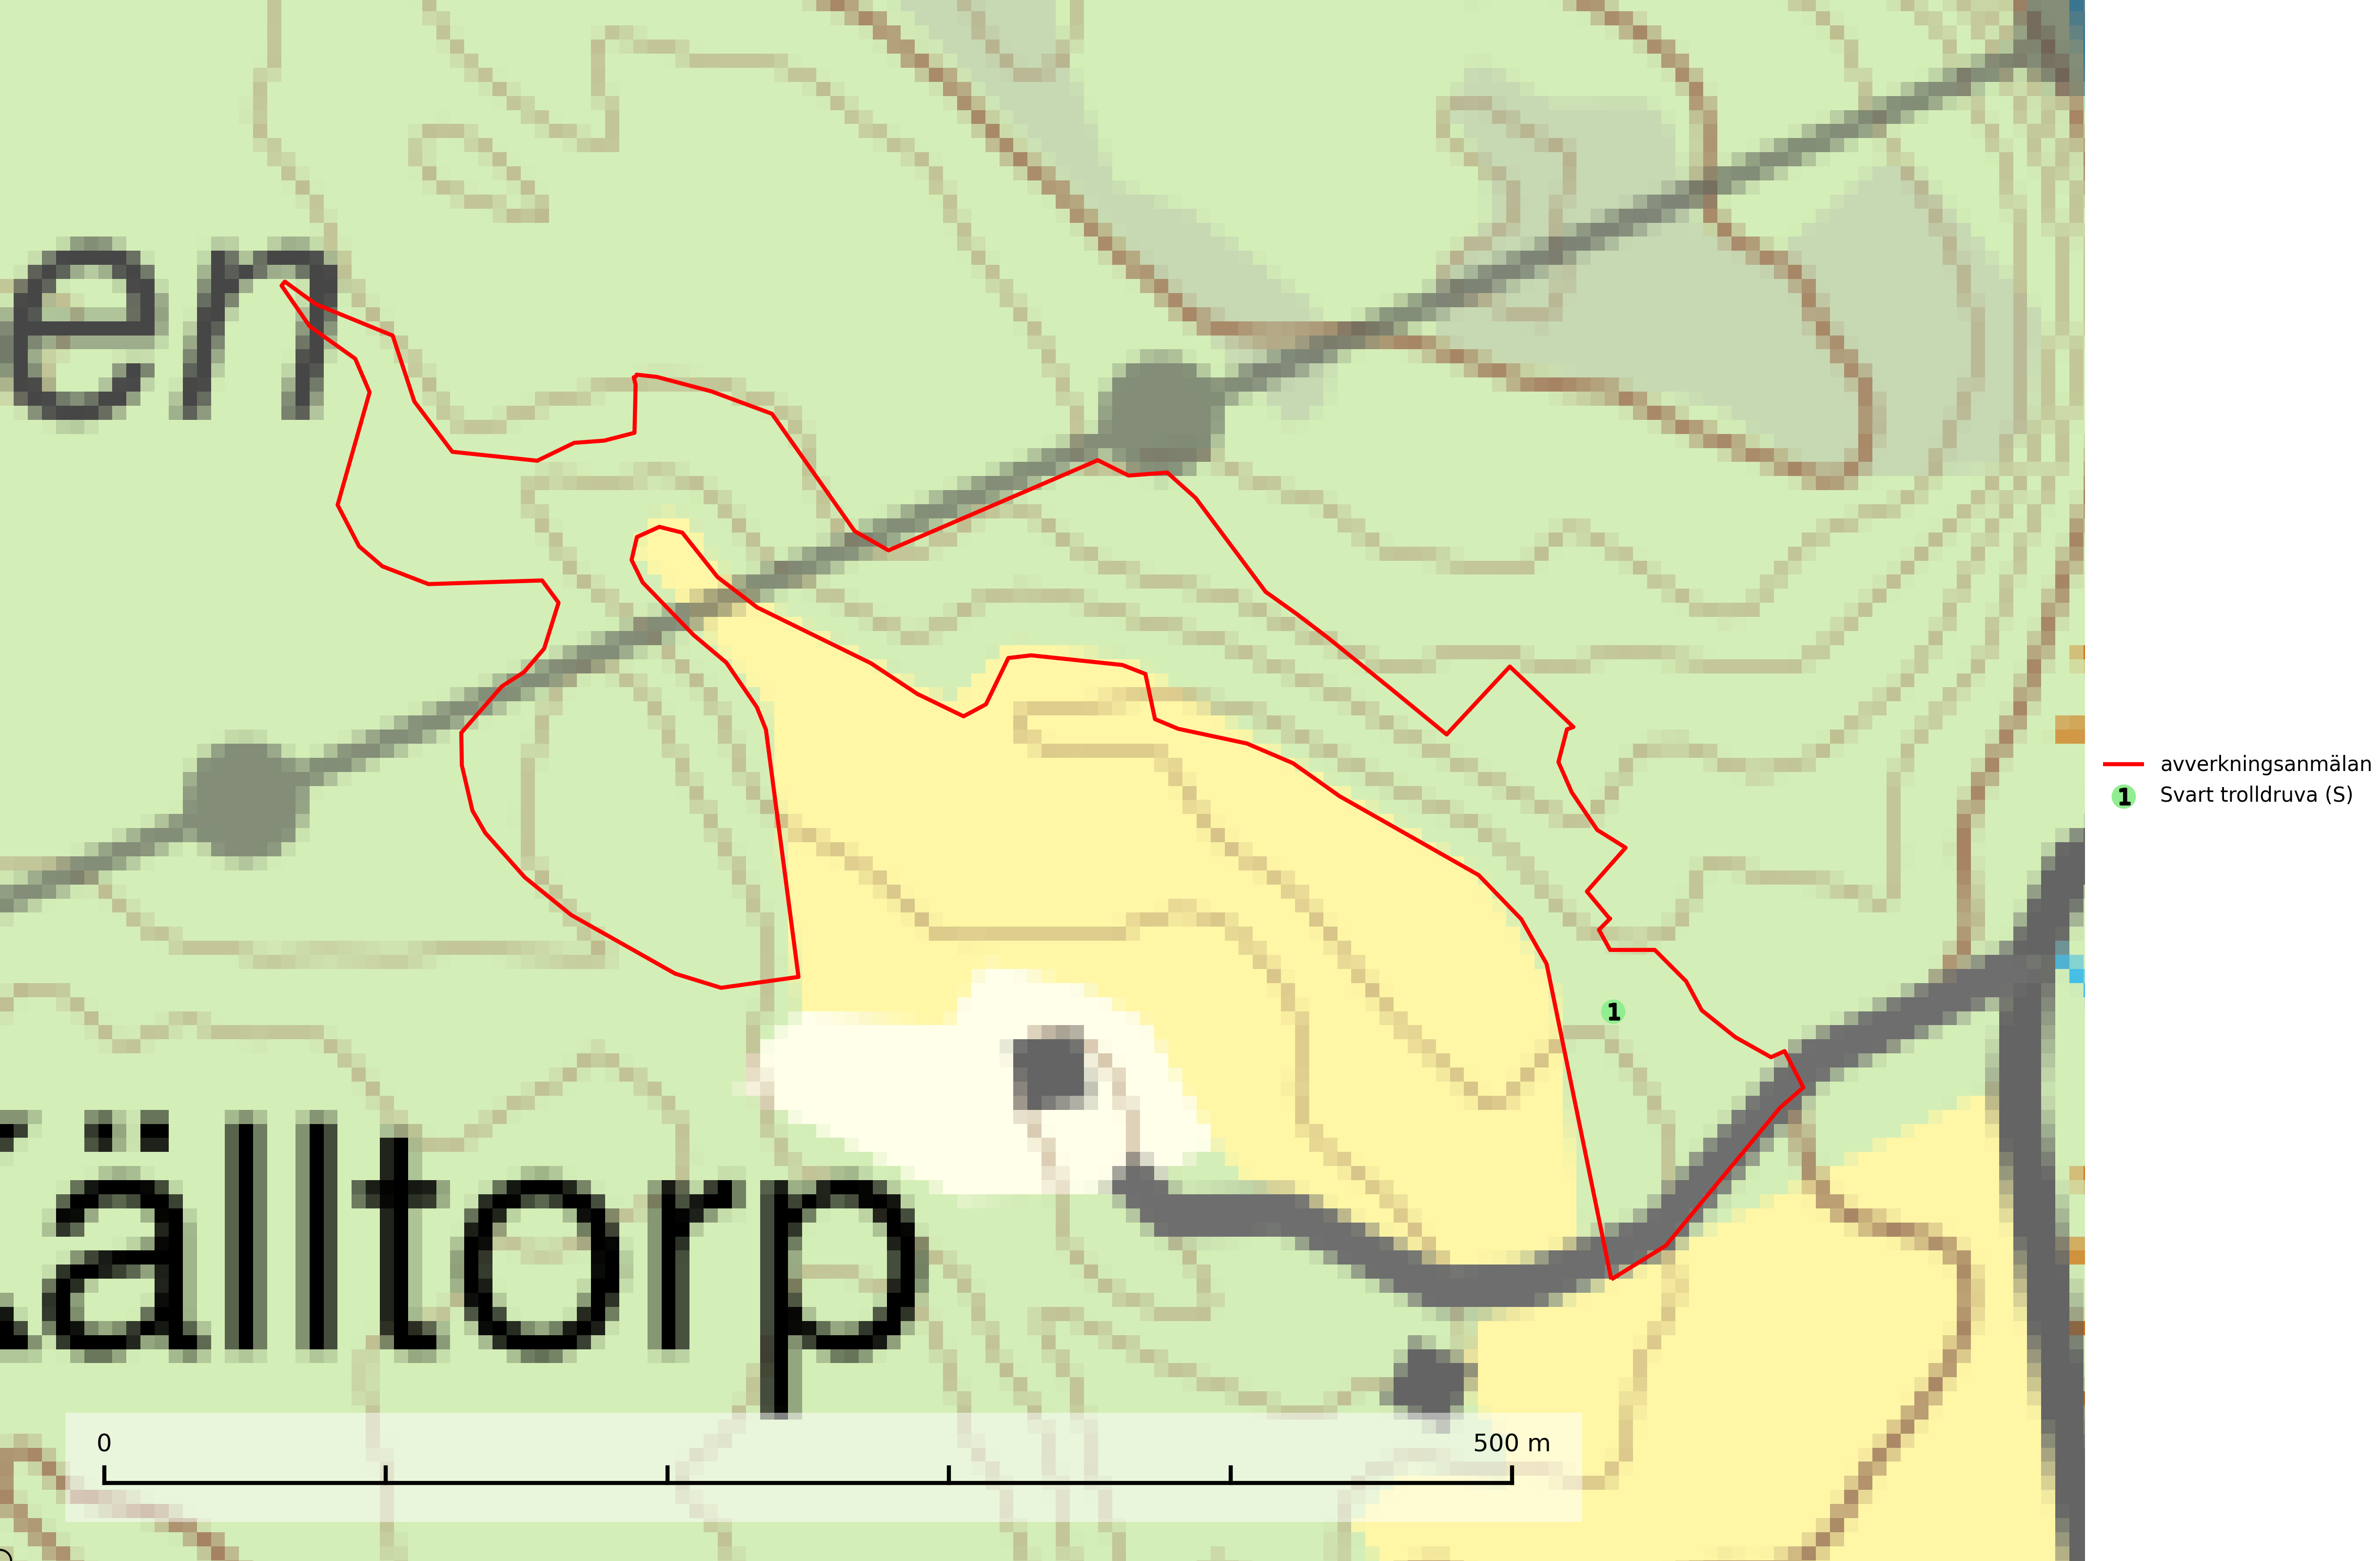 en
avverkningsanmälan
1 Svart trolldruva (S)
1
älltorp
0 500 m